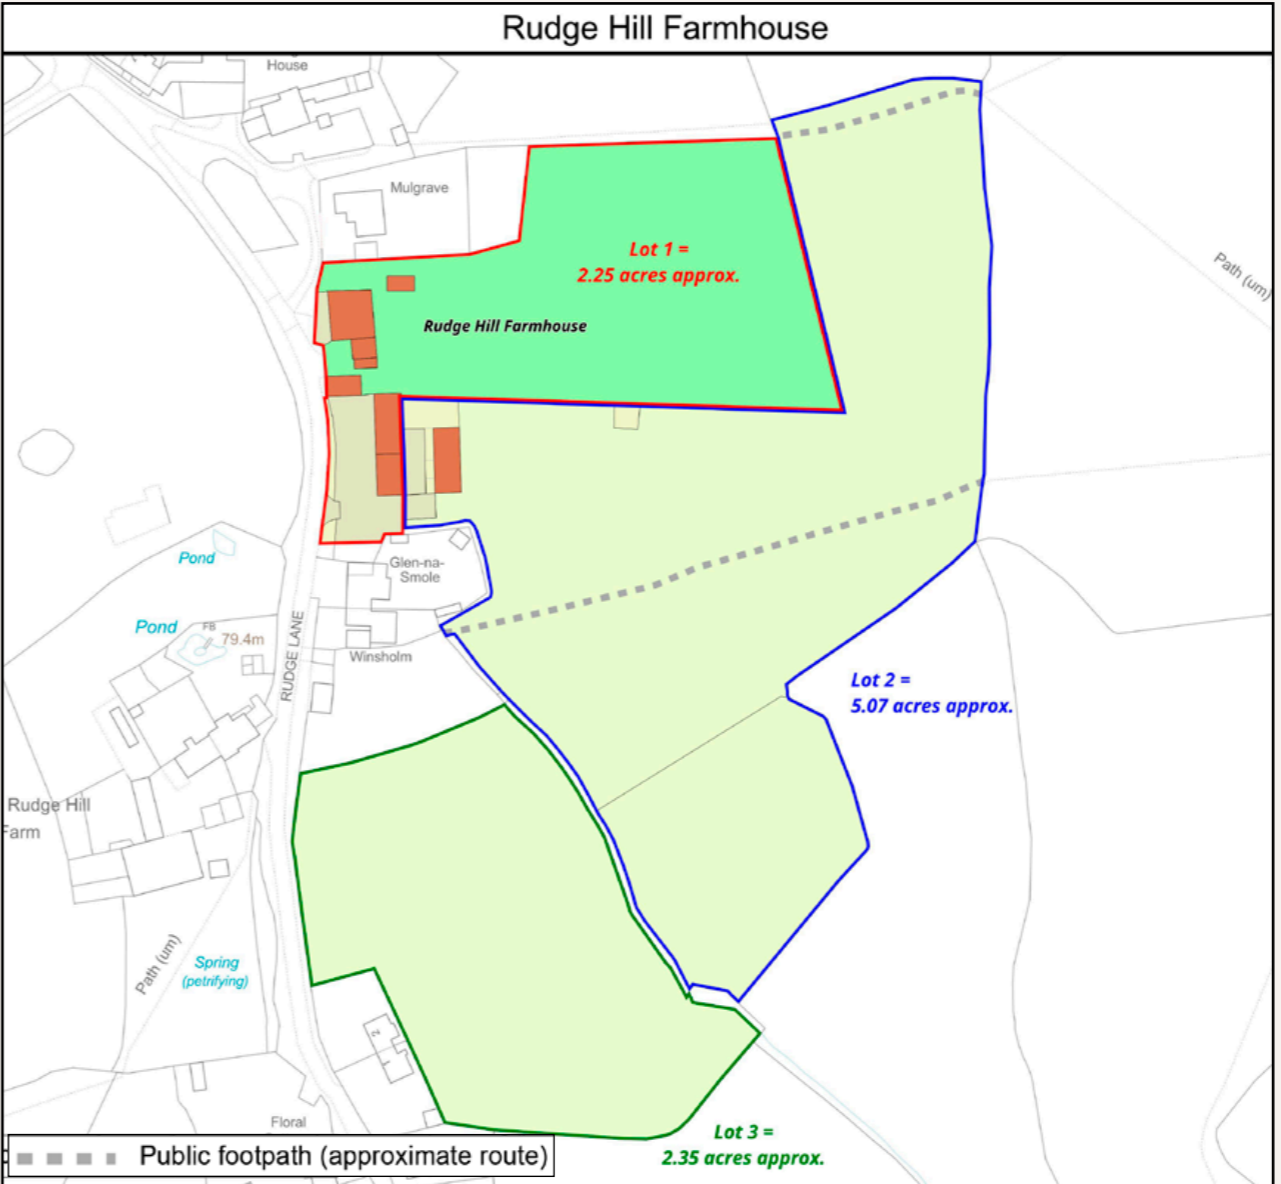 Rudge Hill Farmhouse
House
Mulgrave
Lot 1 =
2.25 acres approx.
Path (um)
Rudge Hill Farmhouse
Pond
Glen-na-
Smole
Pond
FB
79.4m
RUDGE LANE
Winsholm
Lot 2 =
5.07 acres approx.
Rudge Hill
Farm
Path (um)
Spring
(petrifying)
2
Floral
Lot 3 =
2.35 acres approx.
Public footpath (approximate route)